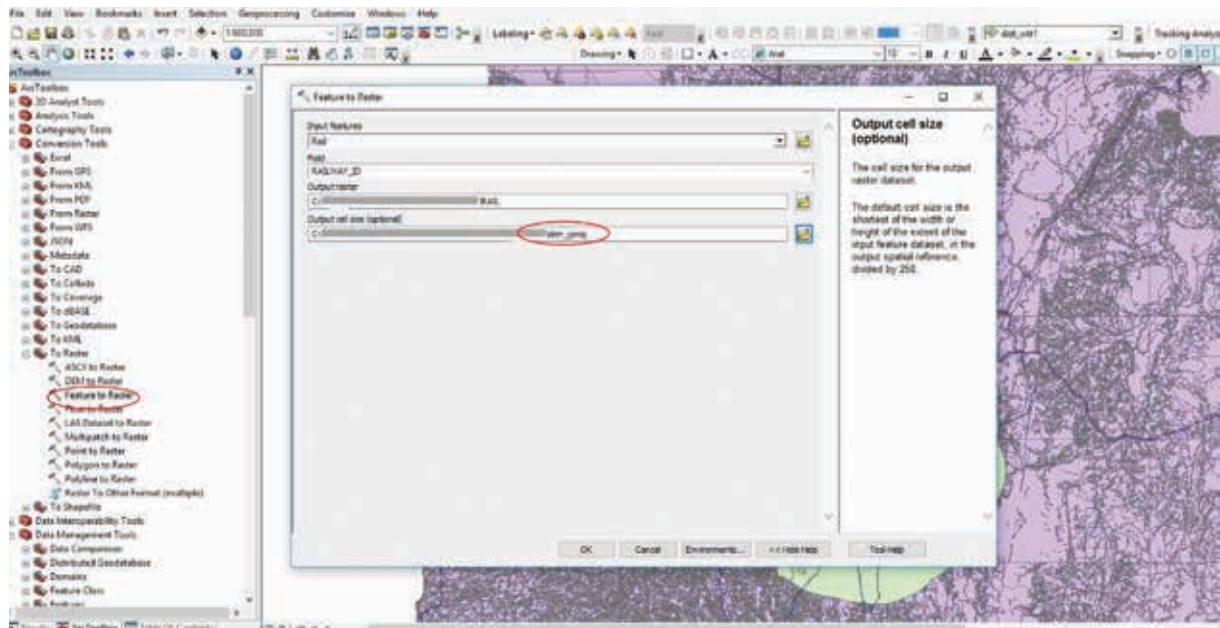 File Edit View Bookmarks Insert Selection Geoprocessing Customize Windows Help
Labeling
Drawing
Snapping
ArcToolbox
ArcToolbox
3D Analyst Tools
Analysis Tools
Cartography Tools
Conversion Tools
Excel
From GPS
From KML
From PDF
From Raster
From WFS
JSON
Metadata
To CAD
To Collada
To Coverage
To dBASE
To Geodatabase
To KML
To Raster
ASCII to Raster
DEM to Raster
Feature to Raster
Float to Raster
LAS Dataset to Raster
Multipatch to Raster
Point to Raster
Polygon to Raster
Polyline to Raster
Raster To Other Format (multiple)
To Shapefile
Data Interoperability Tools
Data Management Tools
Data Comparison
Distributed Geodatabase
Domains
Feature Class
Features
Feature to Raster
Input features
Rail
Field
RAILWAY_ID
Output raster
RAIL
Output cell size (optional)
OK Cancel Environments... << Hide Help Tool Help
Output cell size (optional)
The cell size for the output raster dataset.
The default cell size is the
shortest of the width or
height of the extent of the
input feature dataset, in the
output spatial reference,
divided by 250.